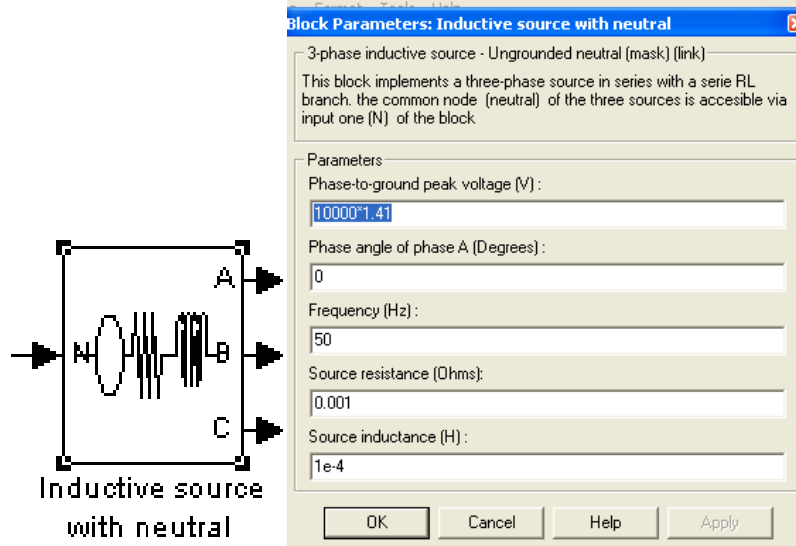 Format Tools Help
Block Parameters: Inductive source with neutral
3-phase inductive source - Ungrounded neutral (mask) (link)
This block implements a three-phase source in series with a serie RL
branch. the common node (neutral) of the three sources is accesible via
input one (N) of the block
Parameters
Phase-to-ground peak voltage (V) :
10000*1.41
Phase angle of phase A (Degrees) :
0
Frequency (Hz) :
50
Source resistance (Ohms):
0.001
Source inductance (H) :
1e-4
OK Cancel Help Apply
A
N B
C
Inductive source
with neutral